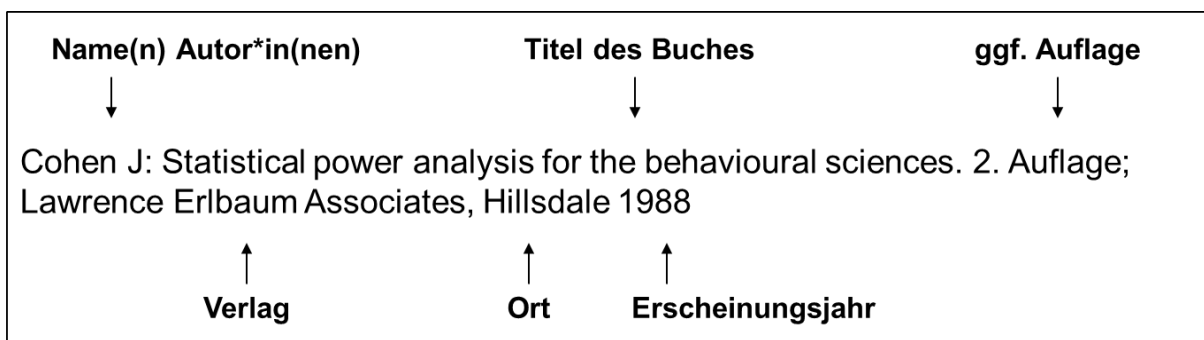 Name(n) Autor*in(nen) Titel des Buches ggf. Auflage
Cohen J: Statistical power analysis for the behavioural sciences. 2. Auflage;
Lawrence Erlbaum Associates, Hillsdale 1988
Verlag Ort Erscheinungsjahr